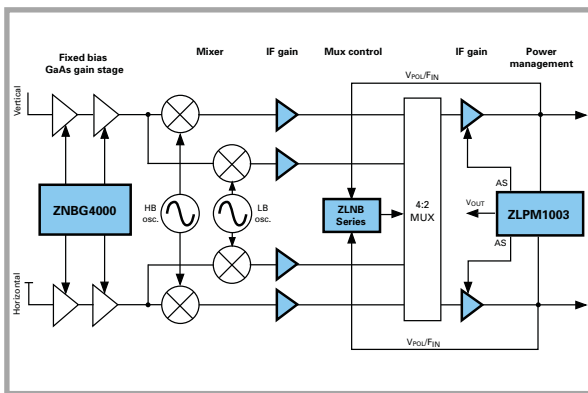 Fixed bias
GaAs gain stage
Mixer
IF gain
Mux control
IF gain
Power
management
Vertical
VPOL/FIN
ZNBG4000
HB
osc.
LB
osc.
ZLNB
Series
4:2
MUX
AS
VOUT
ZLPM1003
AS
Horizontal
VPOL/FIN